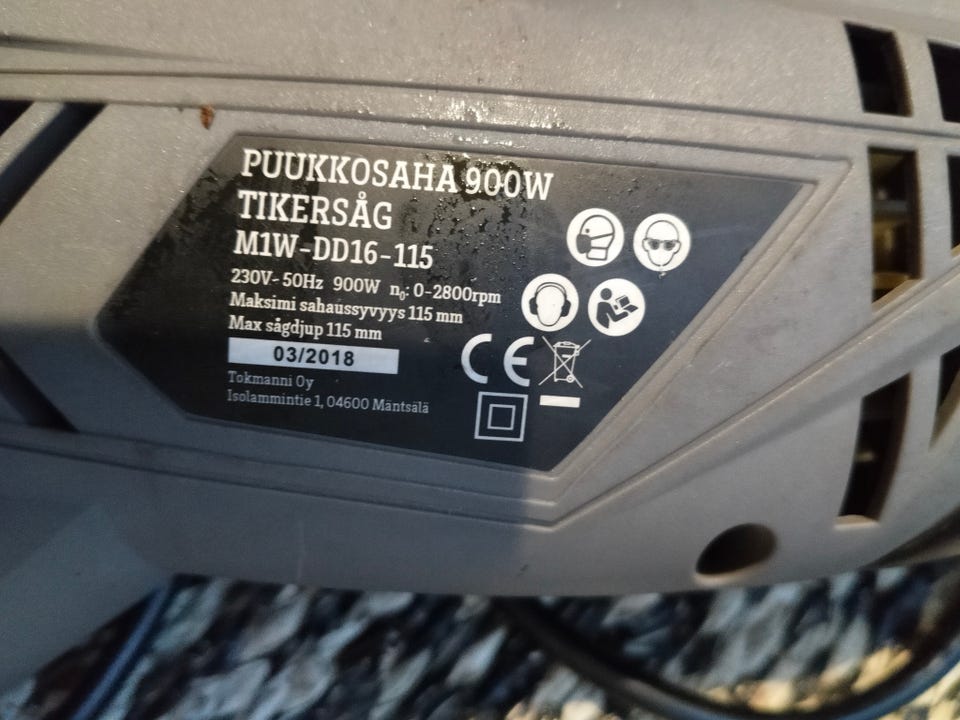 PUUKKOSAHA 900W
TIKERSÅG
M1W-DD16-115
230V~ 50Hz 900W n₀: 0-2800rpm
Maksimi sahaussyvyys 115 mm
Max sågdjup 115 mm
03/2018
Tokmanni Oy
Isolammintie 1, 04600 Mäntsälä
CE